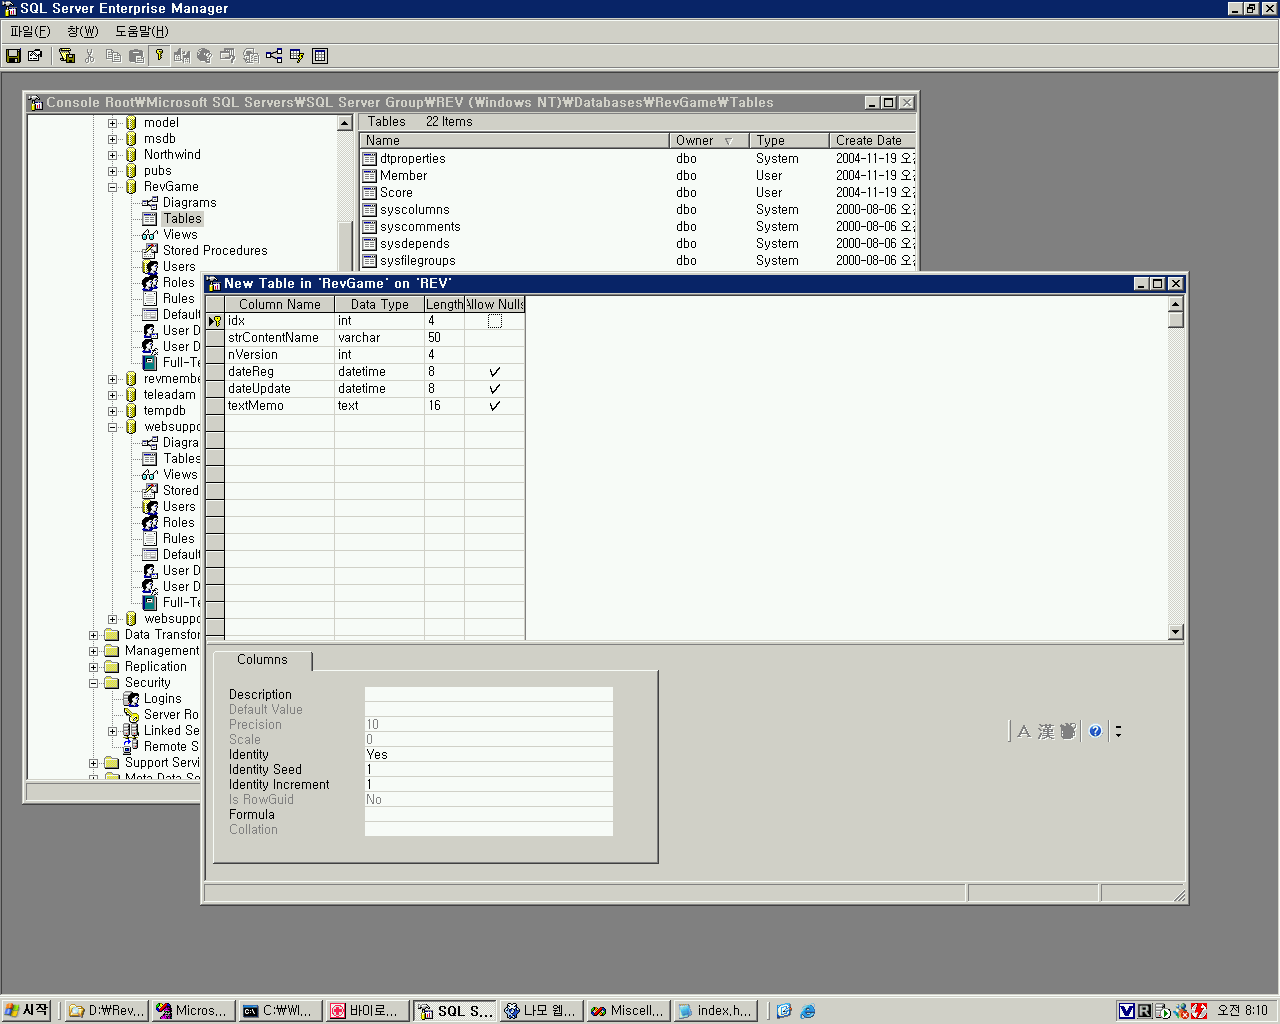 SQL Server Enterprise Manager
파일(F) 창(W) 도움말(H)
Console Root₩Microsoft SQL Servers₩SQL Server Group₩REV (Windows NT)₩Databases₩RevGame₩Tables
model
msdb
Northwind
pubs
RevGame
Diagrams
Tables
Views
Stored Procedures
Users
Roles
Rules
Default
User D
User D
Full-Te
revmembe
teleadam
tempdb
websuppo
Diagra
Tables
Views
Stored
Users
Roles
Rules
Default
User D
User D
Full-Te
websuppo
Data Transfor
Management
Replication
Security
Logins
Server Ro
Linked Se
Remote S
Support Servi
Meta Data Se
Tables 22 Items
Name Owner Type Create Date
dtproperties dbo System 2004-11-19 오
Member dbo User 2004-11-19 오
Score dbo User 2004-11-19 오
syscolumns dbo System 2000-08-06 오
syscomments dbo System 2000-08-06 오
sysdepends dbo System 2000-08-06 오
sysfilegroups dbo System 2000-08-06 오
New Table in 'RevGame' on 'REV'
Column Name Data Type Length Allow Nulls
idx int 4
strContentName varchar 50
nVersion int 4
dateReg datetime 8
dateUpdate datetime 8
textMemo text 16
Columns
Description
Default Value
Precision 10
Scale 0
Identity Yes
Identity Seed 1
Identity Increment 1
Is RowGuid No
Formula
Collation
A 漢
시작 D:₩Rev... Micros... C:₩WI... 바이로... SQL S... 나모 웹... Miscell... index,h... 오전 8:10